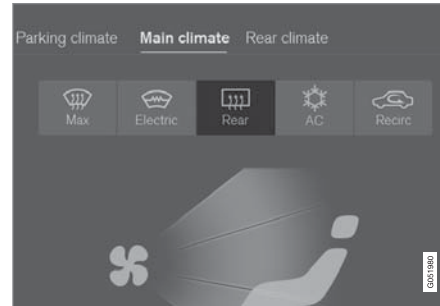 Parking climate Main climate Rear climate
Max Electric Rear AC Recirc
G051980